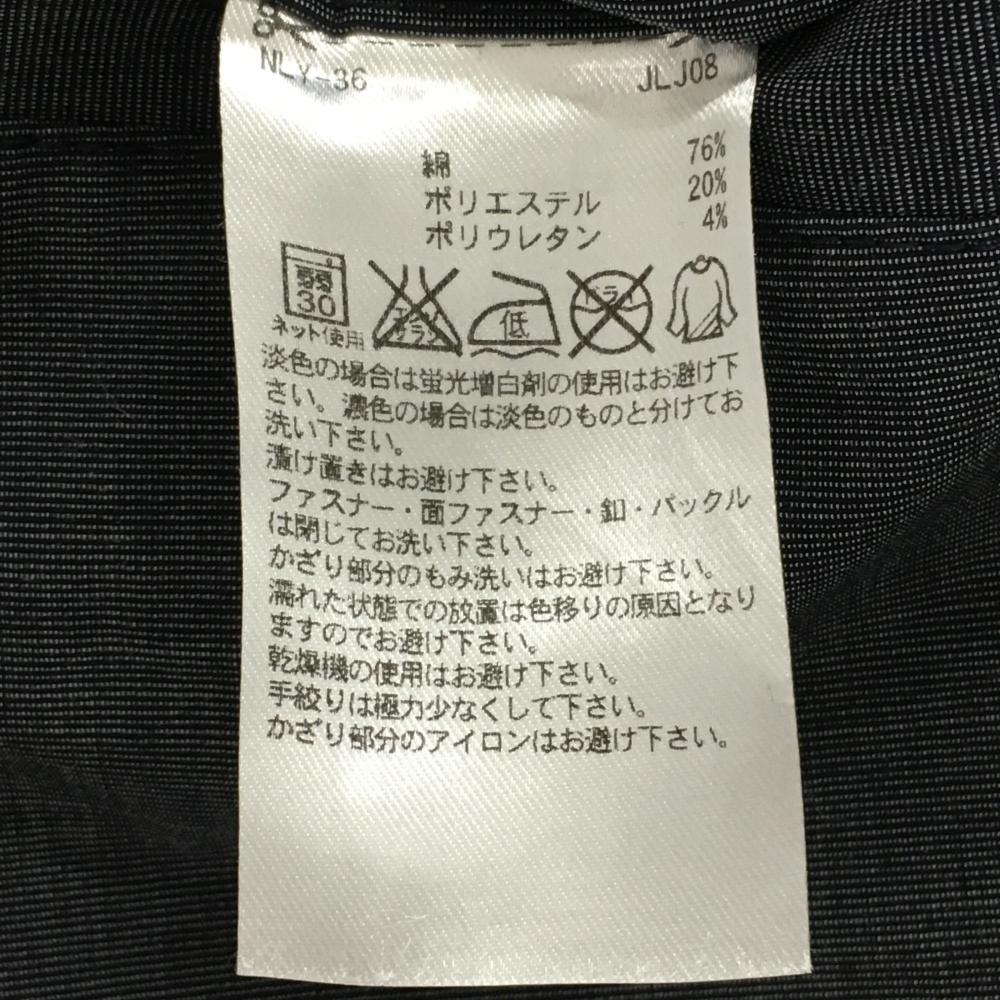 NLY-36 JLJ08
綿 76%
ポリエステル 20%
ポリウレタン 4%
弱
30
ネット使用
エンソ
サラシ
低
ドライ
淡色の場合は蛍光増白剤の使用はお避け下
さい。濃色の場合は淡色のものと分けてお
洗い下さい。
漬け置きはお避け下さい。
ファスナー・面ファスナー・釦・バックル
は閉じてお洗い下さい。
かざり部分のもみ洗いはお避け下さい。
濡れた状態での放置は色移りの原因となり
ますのでお避け下さい。
乾燥機の使用はお避け下さい。
手絞りは極力少なくして下さい。
かざり部分のアイロンはお避け下さい。